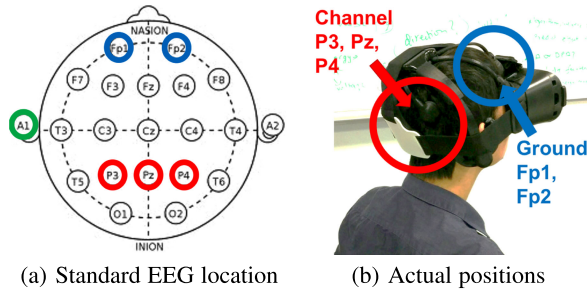 NASION
Fp1 Fp2
F7 F3 Fz F4 F8
A1 T3 C3 Cz C4 T4 A2
T5 P3 Pz P4 T6
O1 O2
INION
(a) Standard EEG location
Channel
P3, Pz,
P4
direction?
Ground
Fp1,
Fp2
(b) Actual positions